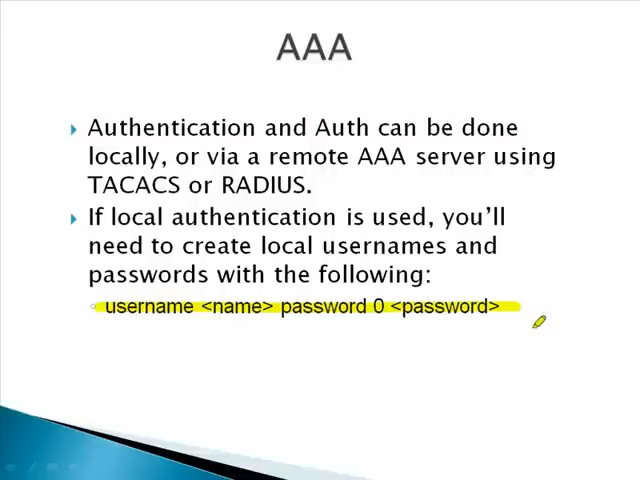 AAA
Authentication and Auth can be done
locally, or via a remote AAA server using
TACACS or RADIUS.
If local authentication is used, you'll
need to create local usernames and
passwords with the following:
username <name> password 0 <password>